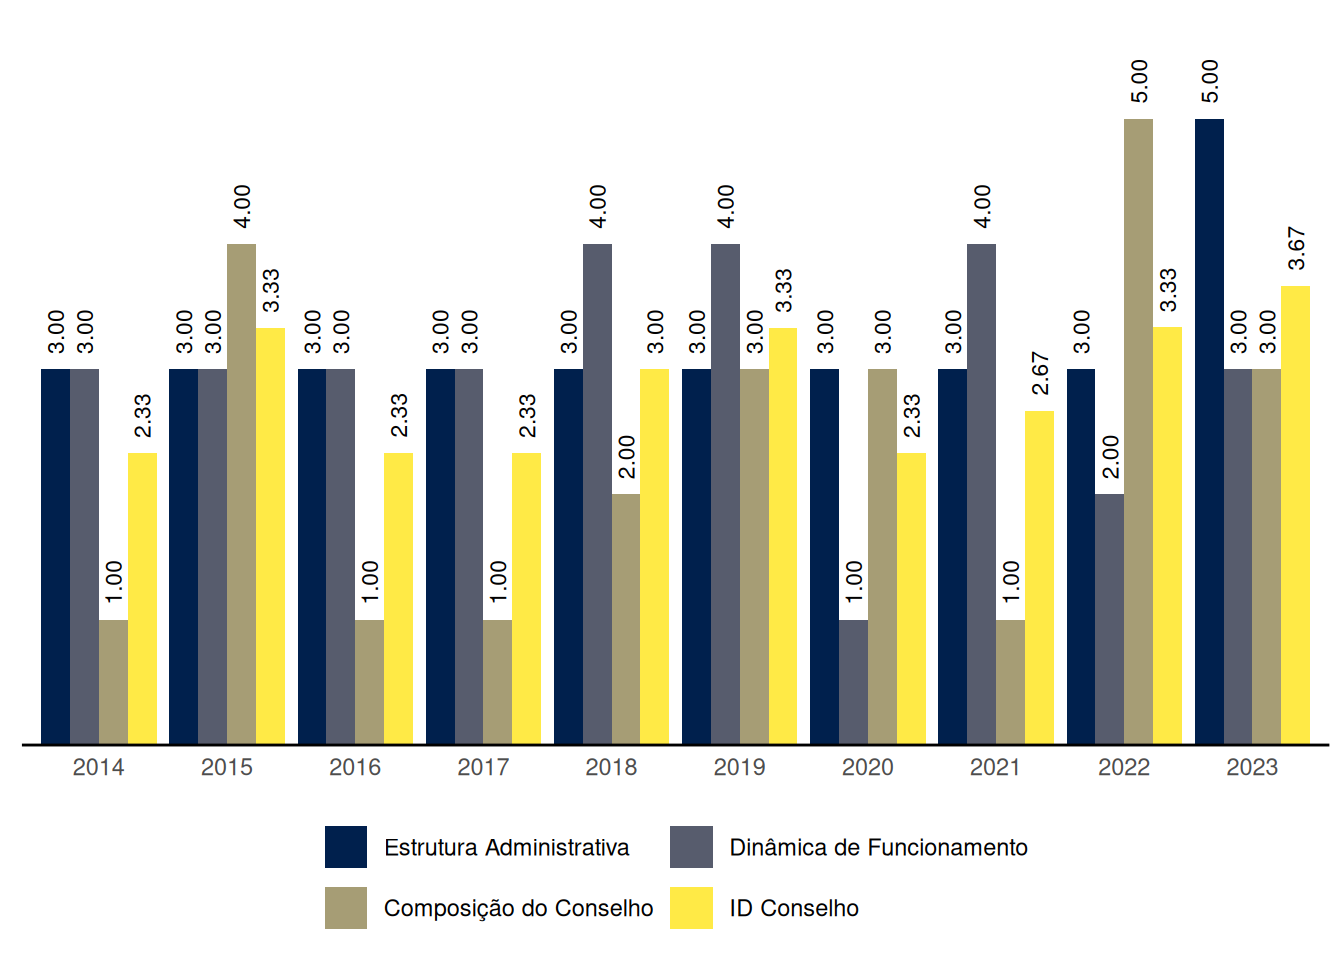 3.00 3.00 1.00 2.33 3.00 3.00 4.00 3.33 3.00 3.00 1.00 2.33 3.00 3.00 1.00 2.33 3.00 4.00 2.00 3.00 3.00 4.00 3.00 3.33 3.00 1.00 3.00 2.33 3.00 4.00 1.00 2.67 3.00 2.00 5.00 3.33 5.00 3.00 3.00 3.67
2014 2015 2016 2017 2018 2019 2020 2021 2022 2023
Estrutura Administrativa Dinâmica de Funcionamento
Composição do Conselho ID Conselho